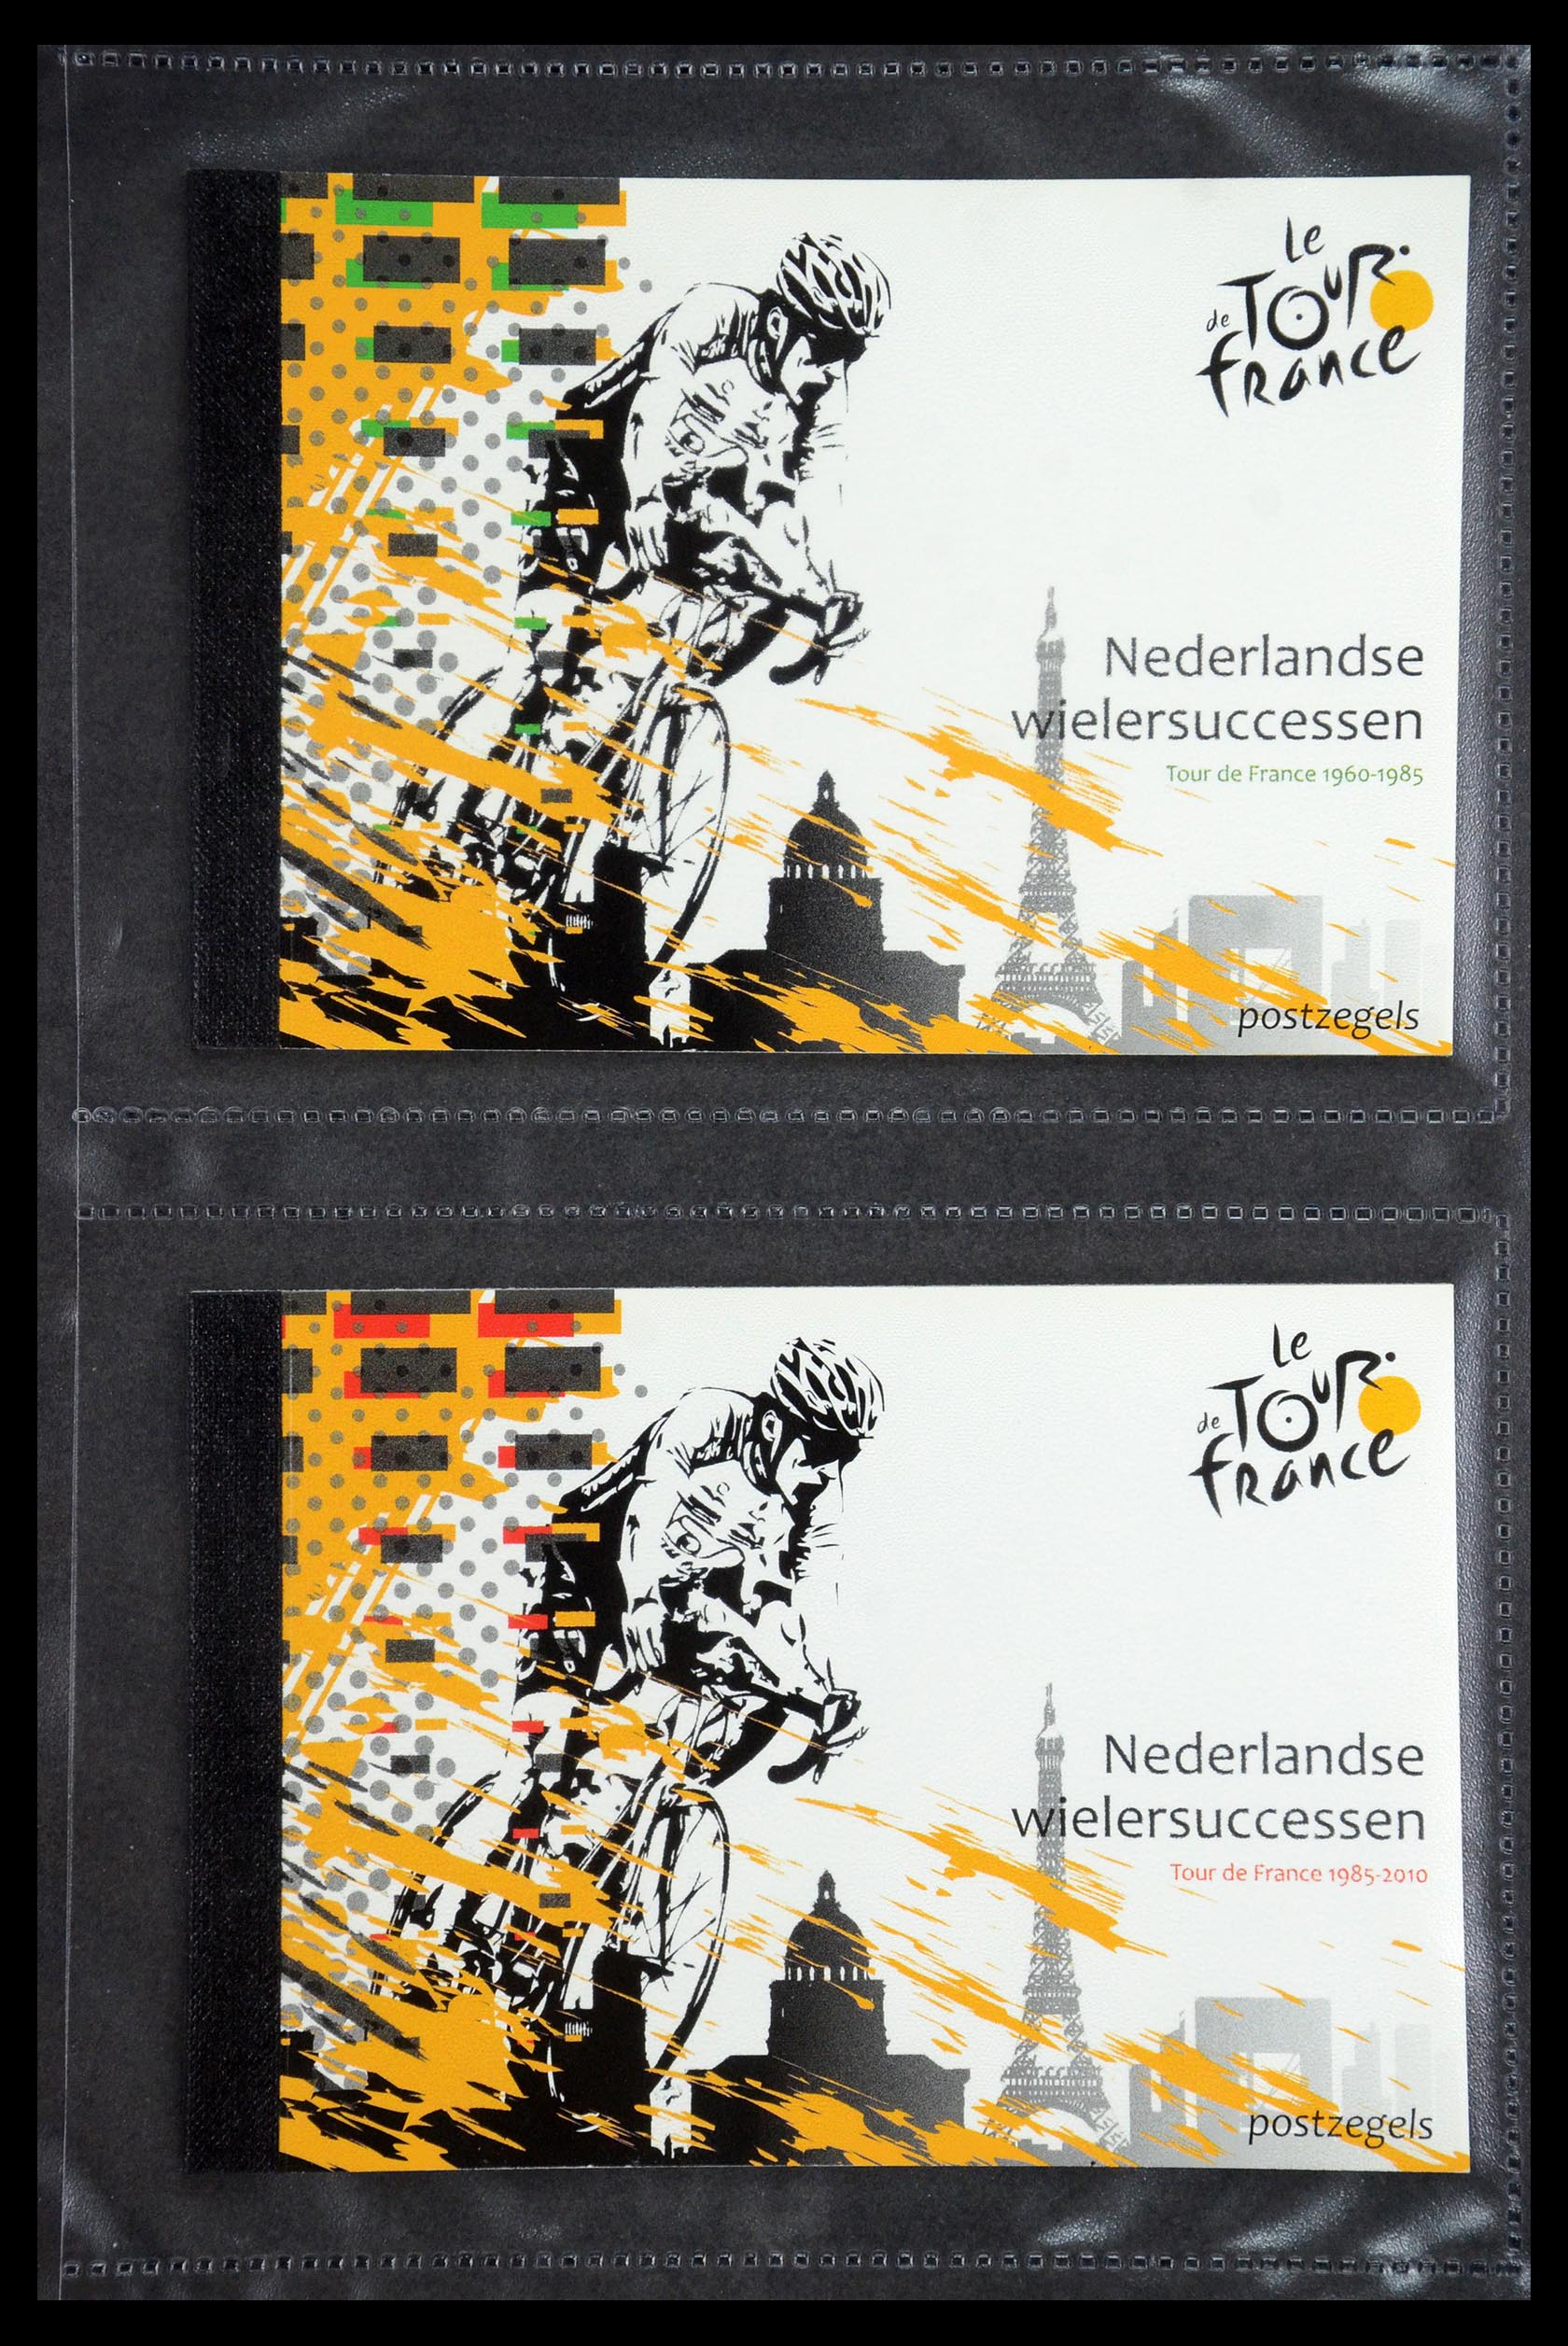 Le
de TOUR
FRance
Nederlandse
wielersuccessen
Tour de France 1960-1985
postzegels
Le
de TOUR
FRance
Nederlandse
wielersuccessen
Tour de France 1985-2010
postzegels